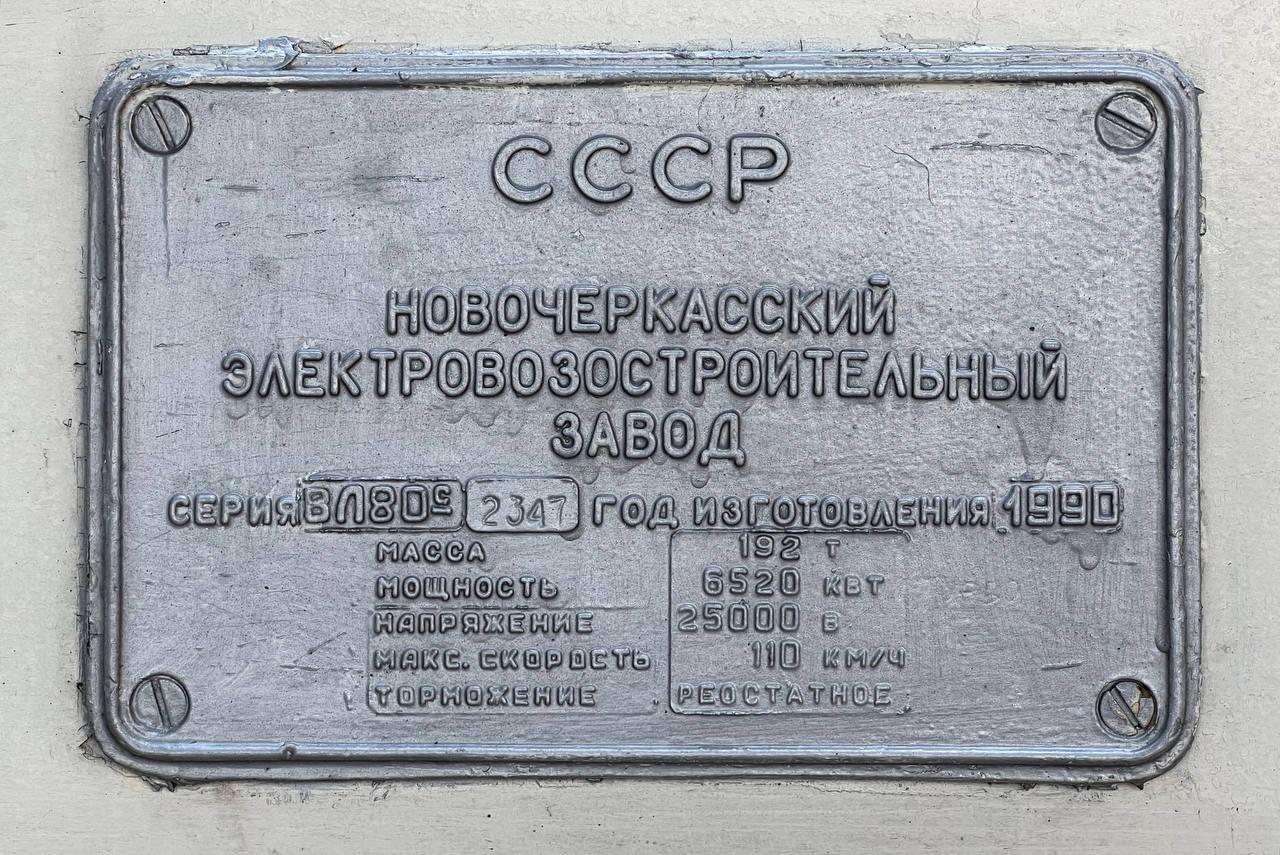 СССР
НОВОЧЕРКАССКИЙ
ЭЛЕКТРОВОЗОСТРОИТЕЛЬНЫЙ
ЗАВОД
СЕРИЯ ВЛ80С 2347 ГОД ИЗГОТОВЛЕНИЯ 1990
МАССА 192 Т
МОЩНОСТЬ 6520 КВТ
НАПРЯЖЕНИЕ 25000 В
МАКС. СКОРОСТЬ 110 КМ/Ч
ТОРМОЖЕНИЕ РЕОСТАТНОЕ